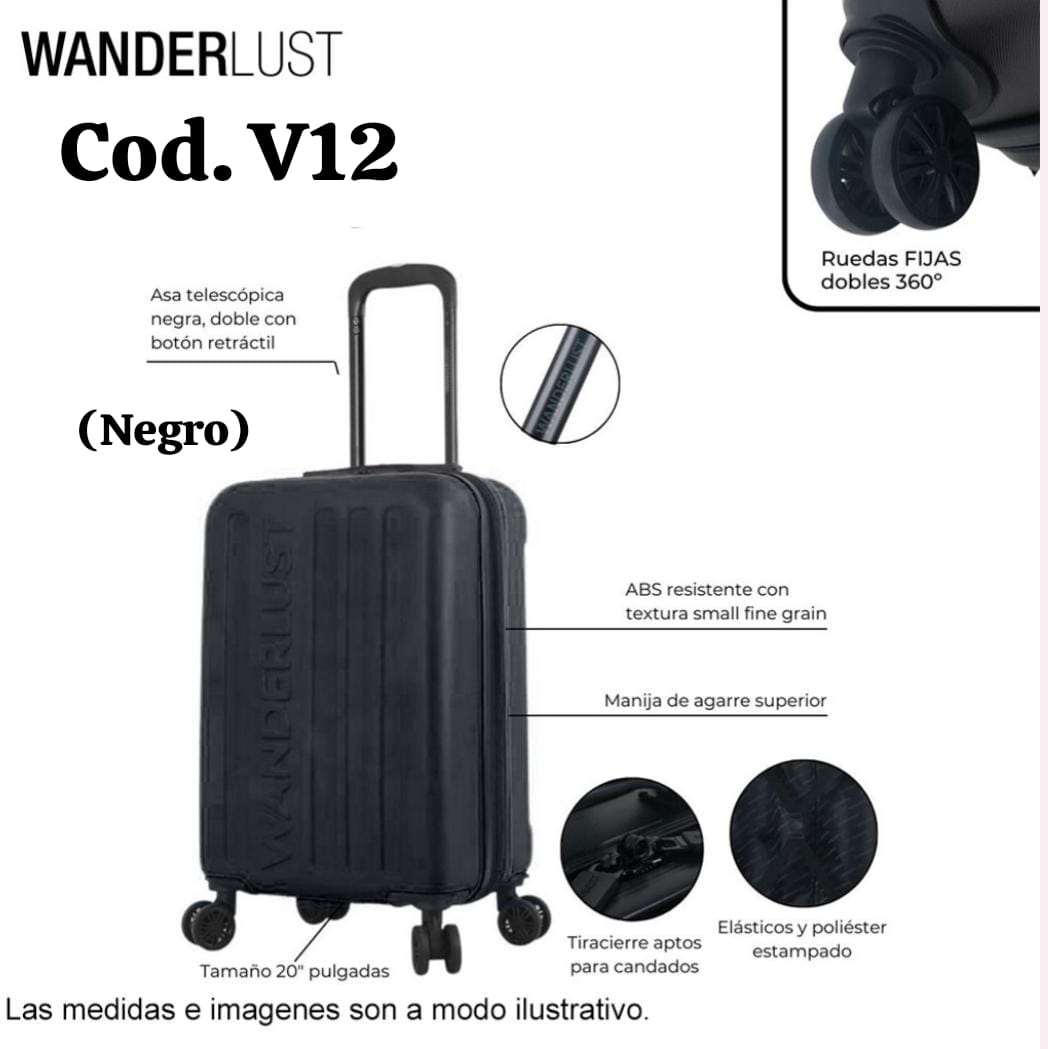 WANDERLUST
Cod. V12
Ruedas FIJAS
dobles 360°
Asa telescópica
negra, doble con
botón retráctil
WANDERLUST
(Negro)
WANDERLUST
ABS resistente con
textura small fine grain
Manija de agarre superior
Elásticos y poliéster
estampado
Tiracierre aptos
para candados
Tamaño 20" pulgadas
Las medidas e imagenes son a modo ilustrativo.